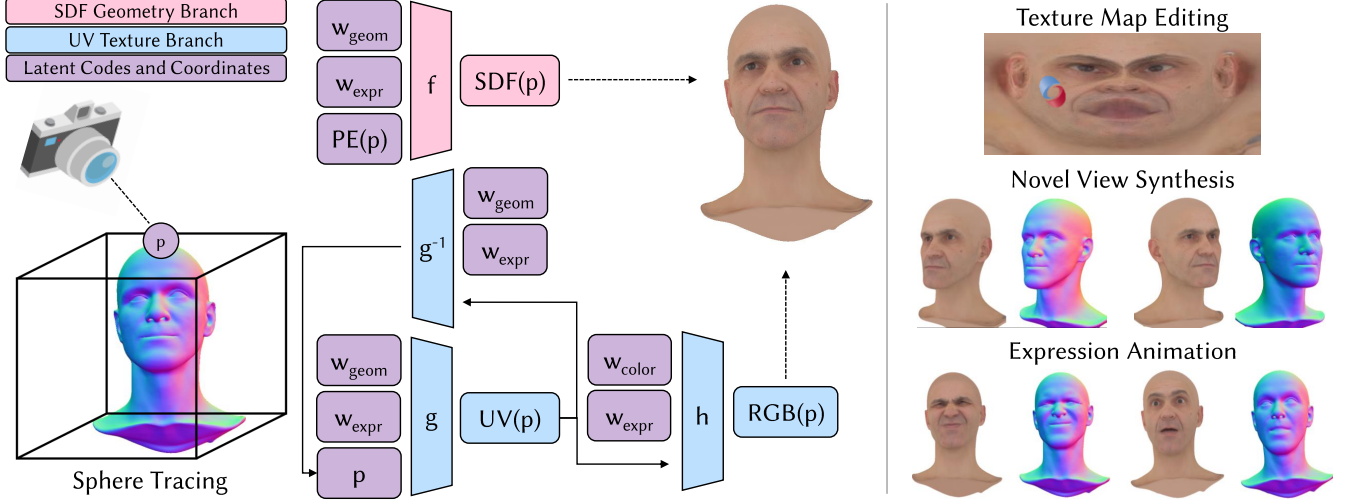 SDF Geometry Branch
UV Texture Branch
Latent Codes and Coordinates
p
Sphere Tracing
w_geom
w_expr
PE(p)
f
SDF(p)
g⁻¹
w_geom
w_expr
w_geom
w_expr
p
g
UV(p)
w_color
w_expr
h
RGB(p)
Texture Map Editing
Novel View Synthesis
Expression Animation